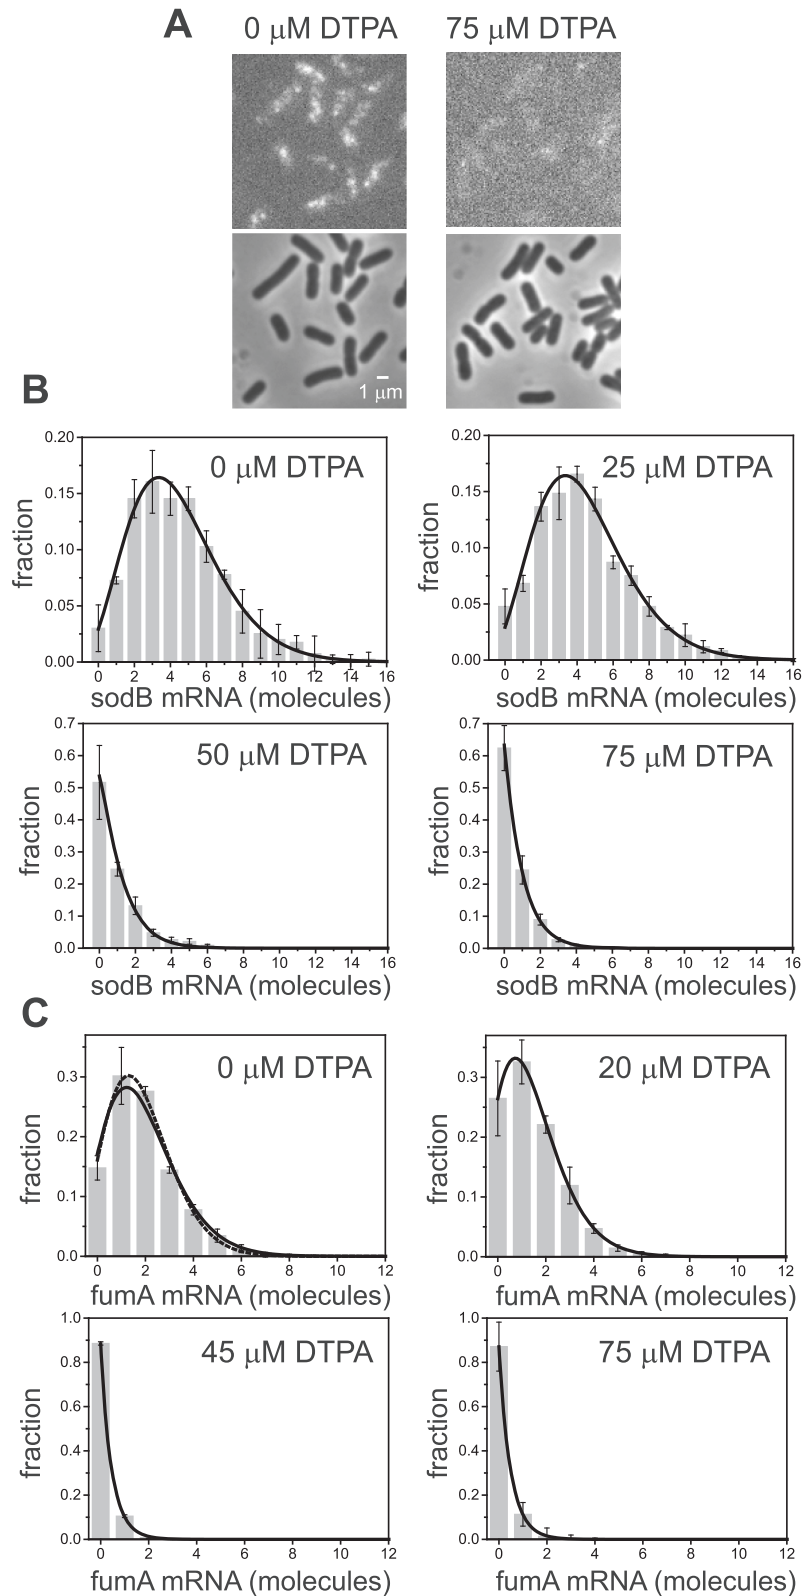 A
0 μM DTPA 75 μM DTPA
1 μm
B
0.20 0.15 0.10 0.05 0.00
fraction
0 μM DTPA
0 2 4 6 8 10 12 14 16
sodB mRNA (molecules)
0.20 0.15 0.10 0.05 0.00
fraction
25 μM DTPA
0 2 4 6 8 10 12 14 16
sodB mRNA (molecules)
0.7 0.6 0.5 0.4 0.3 0.2 0.1 0.0
fraction
50 μM DTPA
0 2 4 6 8 10 12 14 16
sodB mRNA (molecules)
0.7 0.6 0.5 0.4 0.3 0.2 0.1 0.0
fraction
75 μM DTPA
0 2 4 6 8 10 12 14 16
sodB mRNA (molecules)
C
0.3 0.2 0.1 0.0
fraction
0 μM DTPA
0 2 4 6 8 10 12
fumA mRNA (molecules)
0.3 0.2 0.1 0.0
fraction
20 μM DTPA
0 2 4 6 8 10 12
fumA mRNA (molecules)
1.0 0.8 0.6 0.4 0.2 0.0
fraction
45 μM DTPA
0 2 4 6 8 10 12
fumA mRNA (molecules)
1.0 0.8 0.6 0.4 0.2 0.0
fraction
75 μM DTPA
0 2 4 6 8 10 12
fumA mRNA (molecules)